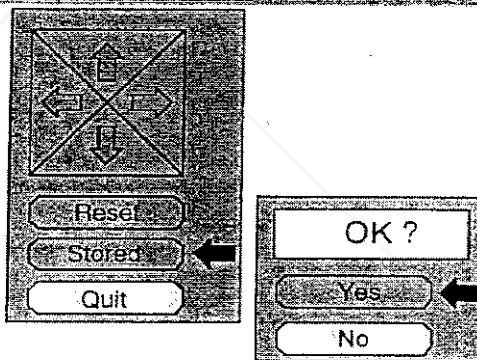 Reset
Stored
Quit
OK ?
Yes
No